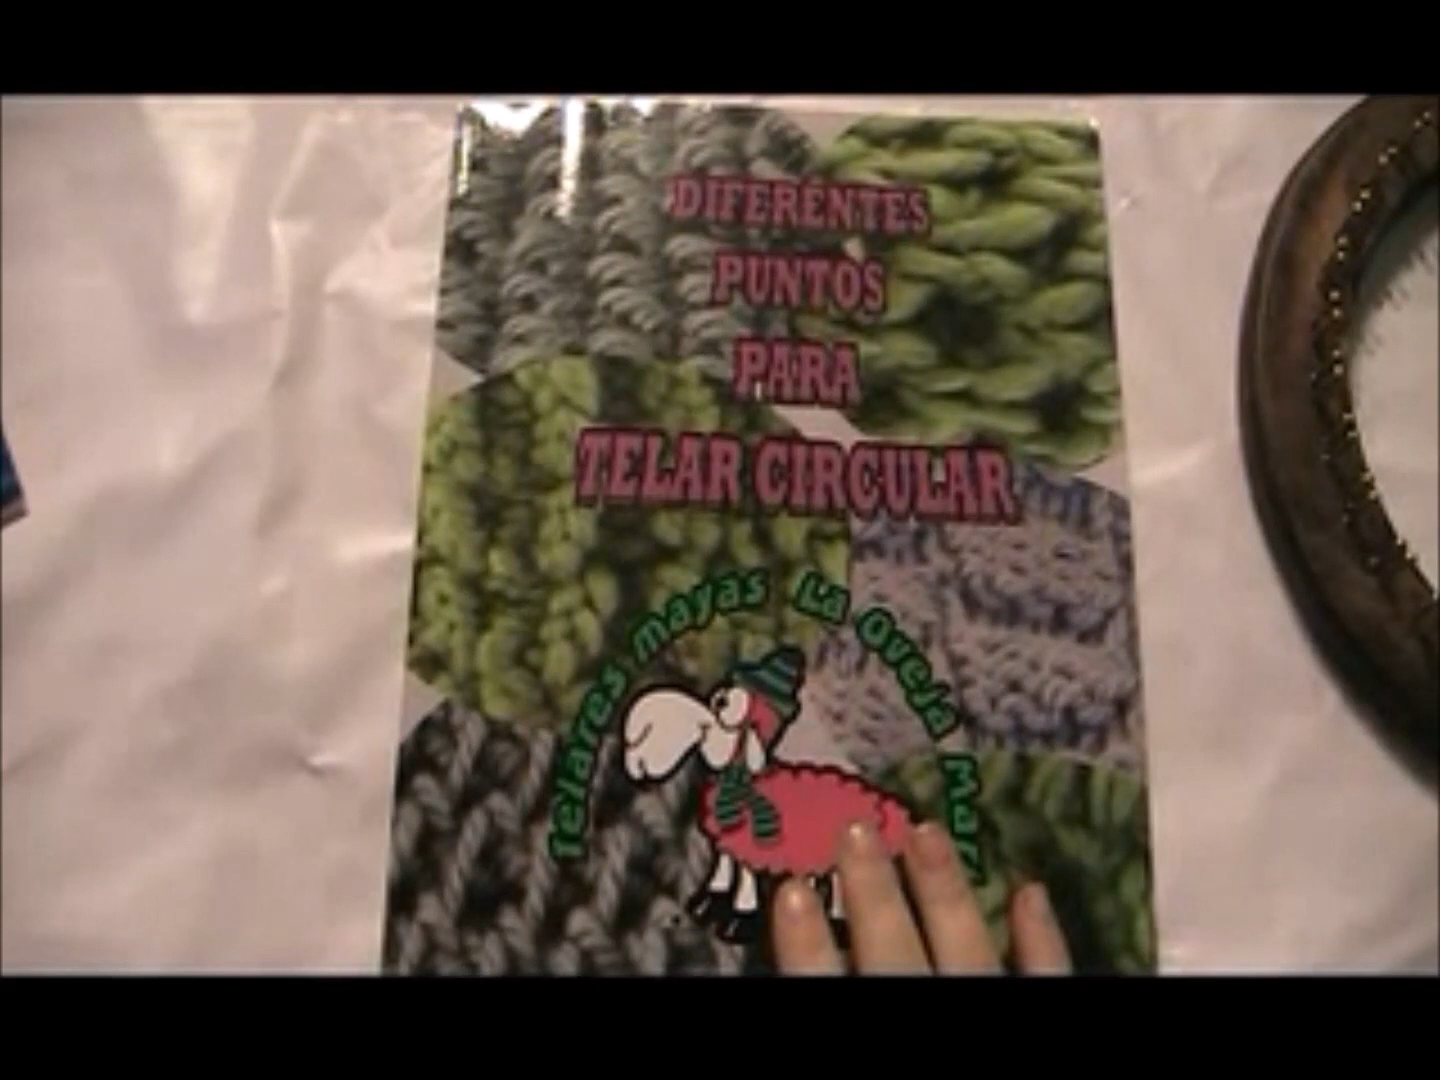 DIFERENTES
PUNTOS
PARA
TELAR CIRCULAR
Telares mayas La Oveja